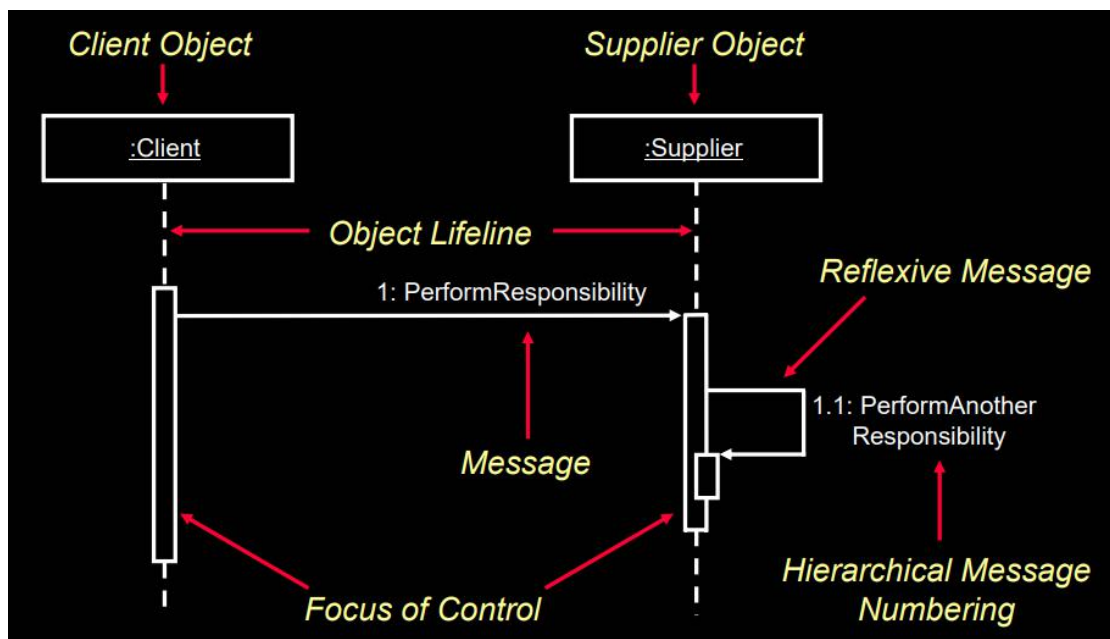 Client Object
Supplier Object
:Client
:Supplier
Object Lifeline
Reflexive Message
1: PerformResponsibility
1.1: PerformAnother
Responsibility
Message
Focus of Control
Hierarchical Message
Numbering